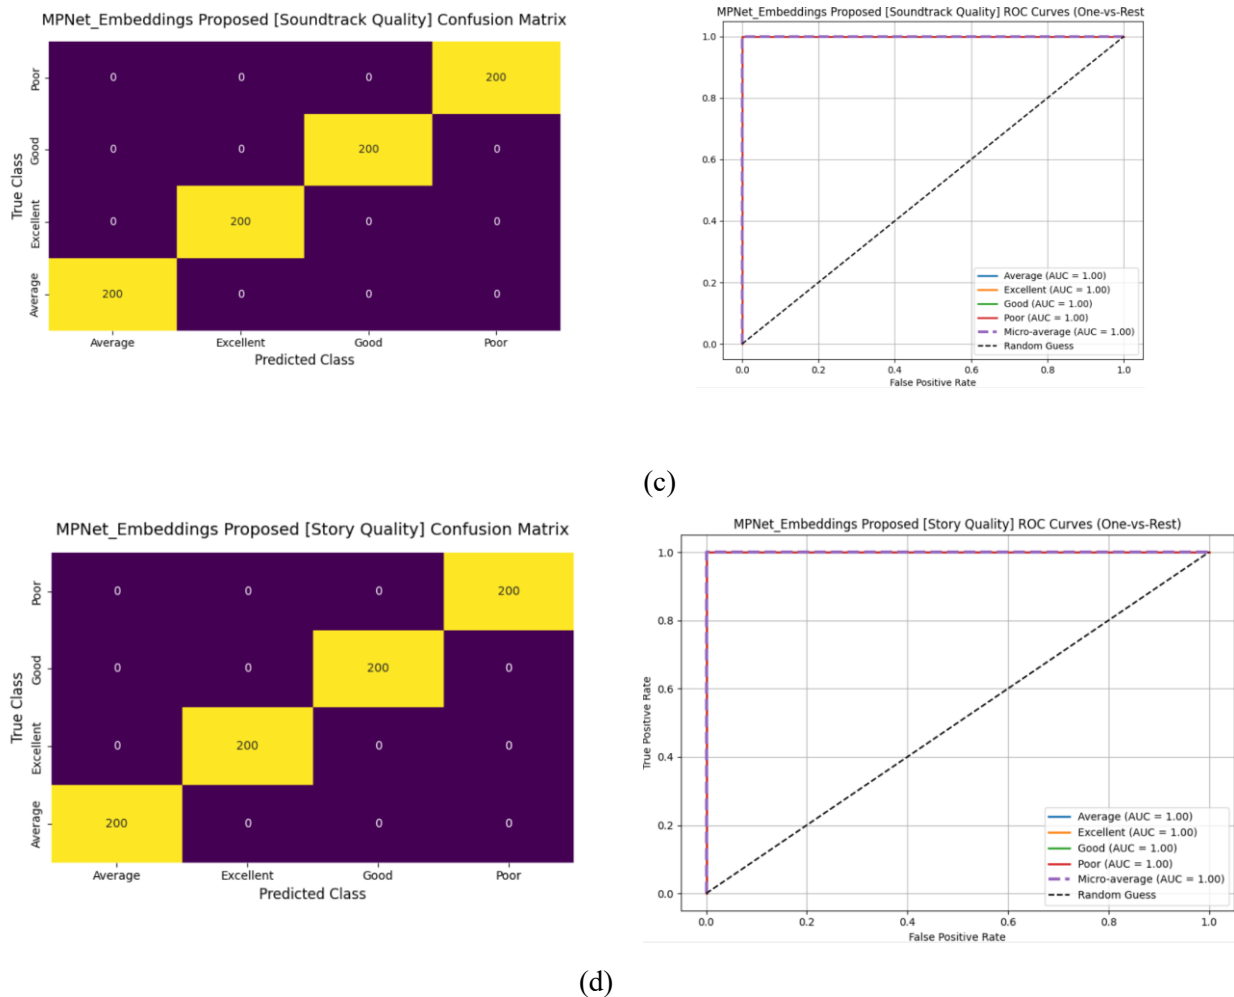 MPNet_Embeddings Proposed [Soundtrack Quality] Confusion Matrix
True Class
Poor
0 0 0 200
Good
0 0 200 0
Excellent
0 200 0 0
Average
200 0 0 0
Average Excellent Good Poor
Predicted Class
MPNet_Embeddings Proposed [Soundtrack Quality] ROC Curves (One-vs-Rest
1.0
0.8
0.6
0.4
0.2
0.0
Average (AUC = 1.00)
Excellent (AUC = 1.00)
Good (AUC = 1.00)
Poor (AUC = 1.00)
Micro-average (AUC = 1.00)
Random Guess
0.0 0.2 0.4 0.6 0.8 1.0
False Positive Rate
(c)
MPNet_Embeddings Proposed [Story Quality] Confusion Matrix
True Class
Poor
0 0 0 200
Good
0 0 200 0
Excellent
0 200 0 0
Average
200 0 0 0
Average Excellent Good Poor
Predicted Class
MPNet_Embeddings Proposed [Story Quality] ROC Curves (One-vs-Rest)
True Positive Rate
1.0
0.8
0.6
0.4
0.2
0.0
Average (AUC = 1.00)
Excellent (AUC = 1.00)
Good (AUC = 1.00)
Poor (AUC = 1.00)
Micro-average (AUC = 1.00)
Random Guess
0.0 0.2 0.4 0.6 0.8 1.0
False Positive Rate
(d)